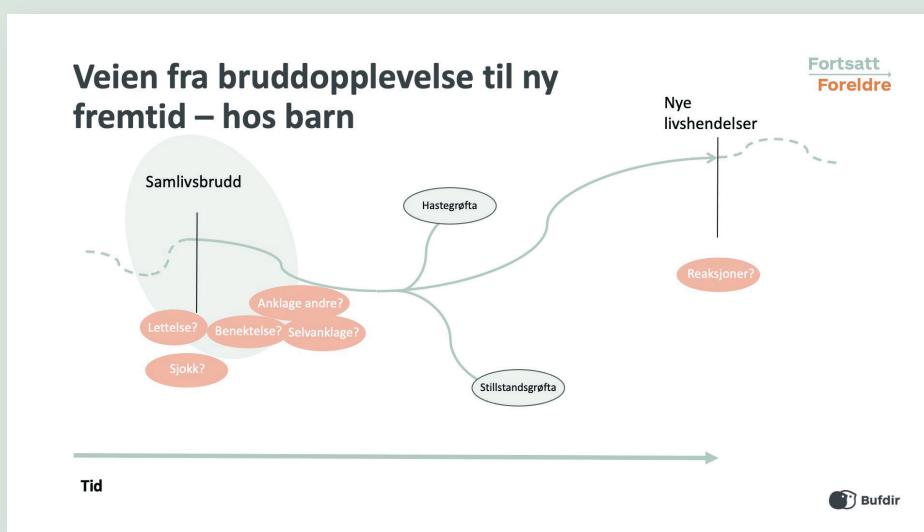 Veien fra bruddopplevelse til ny
fremtid – hos barn
Fortsatt
Foreldre
Nye
livshendelser
Samlivsbrudd
Hastegrøfta
Reaksjoner?
Anklage andre?
Lettelse?
Benektelse?
Selvanklage?
Sjokk?
Stillstandsgrøfta
Tid
Bufdir